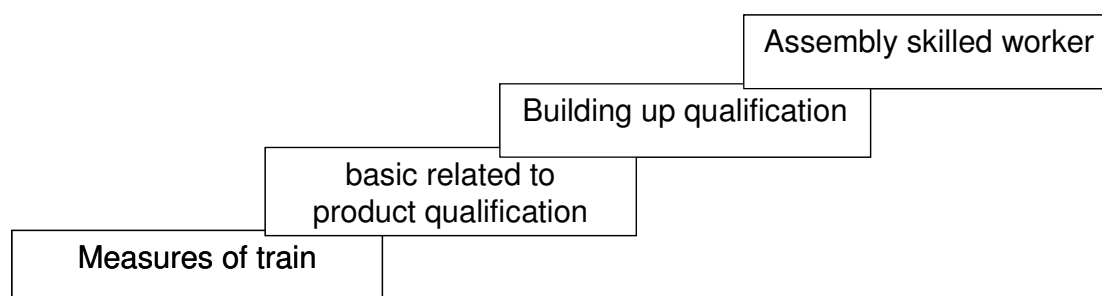 Assembly skilled worker
Building up qualification
basic related to
product qualification
Measures of train